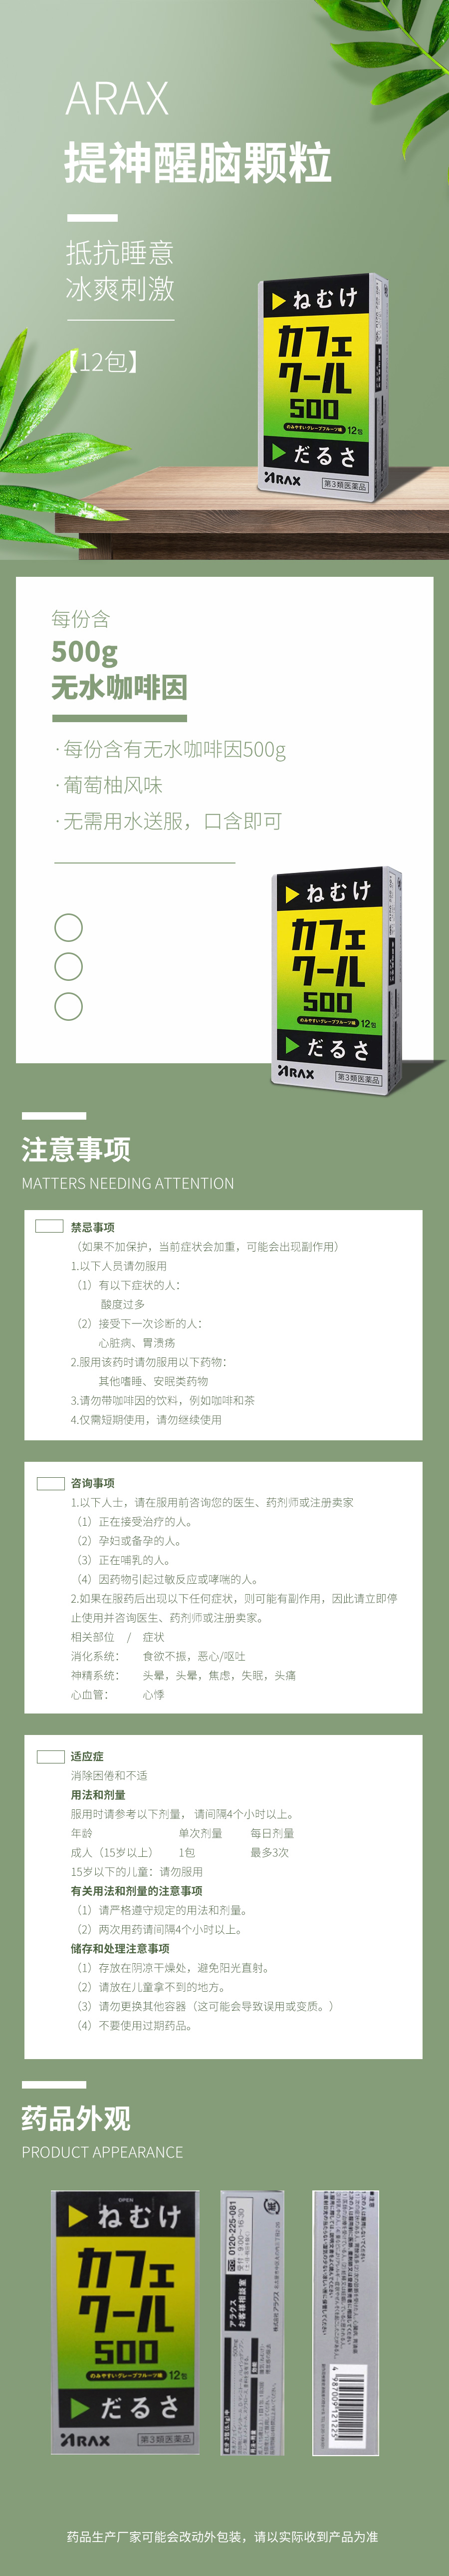 ARAX
提神醒脑颗粒
抵抗睡意
冰爽刺激
【12包】
ねむけ
カフェ
クール
500
のみやすいグレープフルーツ味 12包
だるさ
ARAX 第3類医薬品
每份含
500g
无水咖啡因
·每份含有无水咖啡因500g
·葡萄柚风味
·无需用水送服，口含即可
ねむけ
カフェ
クール
500
のみやすいグレープフルーツ味 12包
だるさ
ARAX 第3類医薬品
注意事项
MATTERS NEEDING ATTENTION
禁忌事项
（如果不加保护，当前症状会加重，可能会出现副作用）
1.以下人员请勿服用
（1）有以下症状的人：
酸度过多
（2）接受下一次诊断的人：
心脏病、胃溃疡
2.服用该药时请勿服用以下药物：
其他嗜睡、安眠类药物
3.请勿带咖啡因的饮料，例如咖啡和茶
4.仅需短期使用，请勿继续使用
咨询事项
1.以下人士，请在服用前咨询您的医生、药剂师或注册卖家
（1）正在接受治疗的人。
（2）孕妇或备孕的人。
（3）正在哺乳的人。
（4）因药物引起过敏反应或哮喘的人。
2.如果在服药后出现以下任何症状，则可能有副作用，因此请立即停
止使用并咨询医生、药剂师或注册卖家。
相关部位 / 症状
消化系统： 食欲不振，恶心/呕吐
神精系统： 头晕，头晕，焦虑，失眠，头痛
心血管： 心悸
适应症
消除困倦和不适
用法和剂量
服用时请参考以下剂量， 请间隔4个小时以上。
年龄 单次剂量 每日剂量
成人（15岁以上） 1包 最多3次
15岁以下的儿童：请勿服用
有关用法和剂量的注意事项
（1）请严格遵守规定的用法和剂量。
（2）两次用药请间隔4个小时以上。
储存和处理注意事项
（1）存放在阴凉干燥处，避免阳光直射。
（2）请放在儿童拿不到的地方。
（3）请勿更换其他容器（这可能会导致误用或变质。）
（4）不要使用过期药品。
药品外观
PRODUCT APPEARANCE
OPEN
ねむけ
カフェ
クール
500
のみやすいグレープフルーツ味 12包
だるさ
ARAX 第3類医薬品
アラクス
お客様相談室
0120-225-081
受付 9:00~16:30
4 987009 121225
药品生产厂家可能会改动外包装，请以实际收到产品为准